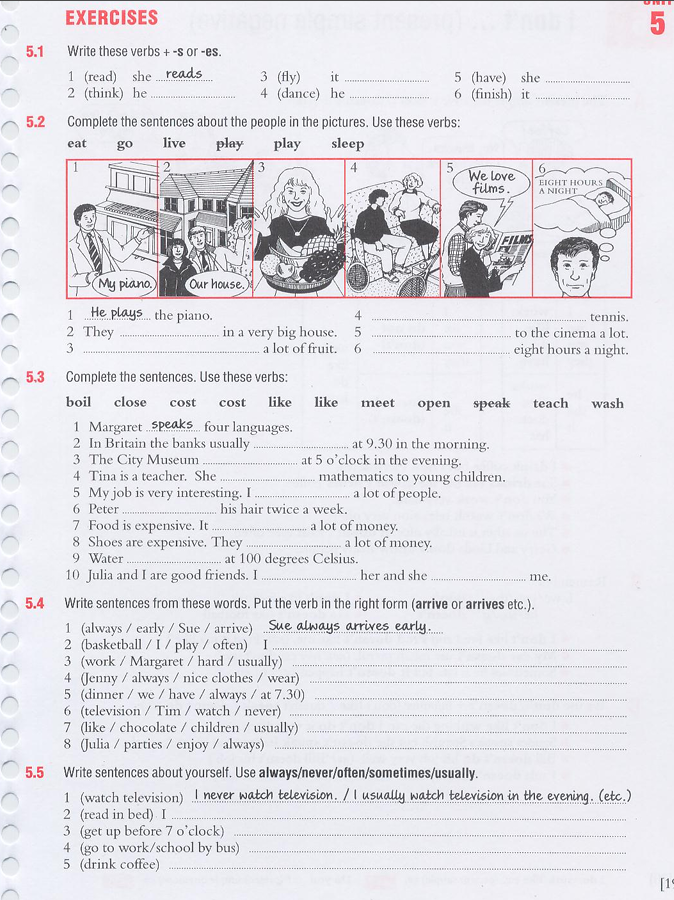 UNIT
EXERCISES
5
5.1 Write these verbs + -s or -es.
1 (read) she reads 3 (fly) it .......... 5 (have) she ..........
2 (think) he .......... 4 (dance) he .......... 6 (finish) it ..........
5.2 Complete the sentences about the people in the pictures. Use these verbs:
eat go live play play sleep
1 2 3 4 5 6
We love films.
EIGHT HOURS A NIGHT
FILMS
My piano. Our house.
1 He plays the piano. 4 .......... tennis.
2 They .......... in a very big house. 5 .......... to the cinema a lot.
3 .......... a lot of fruit. 6 .......... eight hours a night.
5.3 Complete the sentences. Use these verbs:
boil close cost cost like like meet open speak teach wash
1 Margaret speaks four languages.
2 In Britain the banks usually .......... at 9.30 in the morning.
3 The City Museum .......... at 5 o'clock in the evening.
4 Tina is a teacher. She .......... mathematics to young children.
5 My job is very interesting. I .......... a lot of people.
6 Peter .......... his hair twice a week.
7 Food is expensive. It .......... a lot of money.
8 Shoes are expensive. They .......... a lot of money.
9 Water .......... at 100 degrees Celsius.
10 Julia and I are good friends. I .......... her and she .......... me.
5.4 Write sentences from these words. Put the verb in the right form (arrive or arrives etc.).
1 (always / early / Sue / arrive) Sue always arrives early.
2 (basketball / I / play / often) I ..........
3 (work / Margaret / hard / usually) ..........
4 (Jenny / always / nice clothes / wear) ..........
5 (dinner / we / have / always / at 7.30) ..........
6 (television / Tim / watch / never) ..........
7 (like / chocolate / children / usually) ..........
8 (Julia / parties / enjoy / always) ..........
5.5 Write sentences about yourself. Use always/never/often/sometimes/usually.
1 (watch television) I never watch television. / I usually watch television in the evening. (etc.)
2 (read in bed) I ..........
3 (get up before 7 o'clock) ..........
4 (go to work/school by bus) ..........
5 (drink coffee) ..........